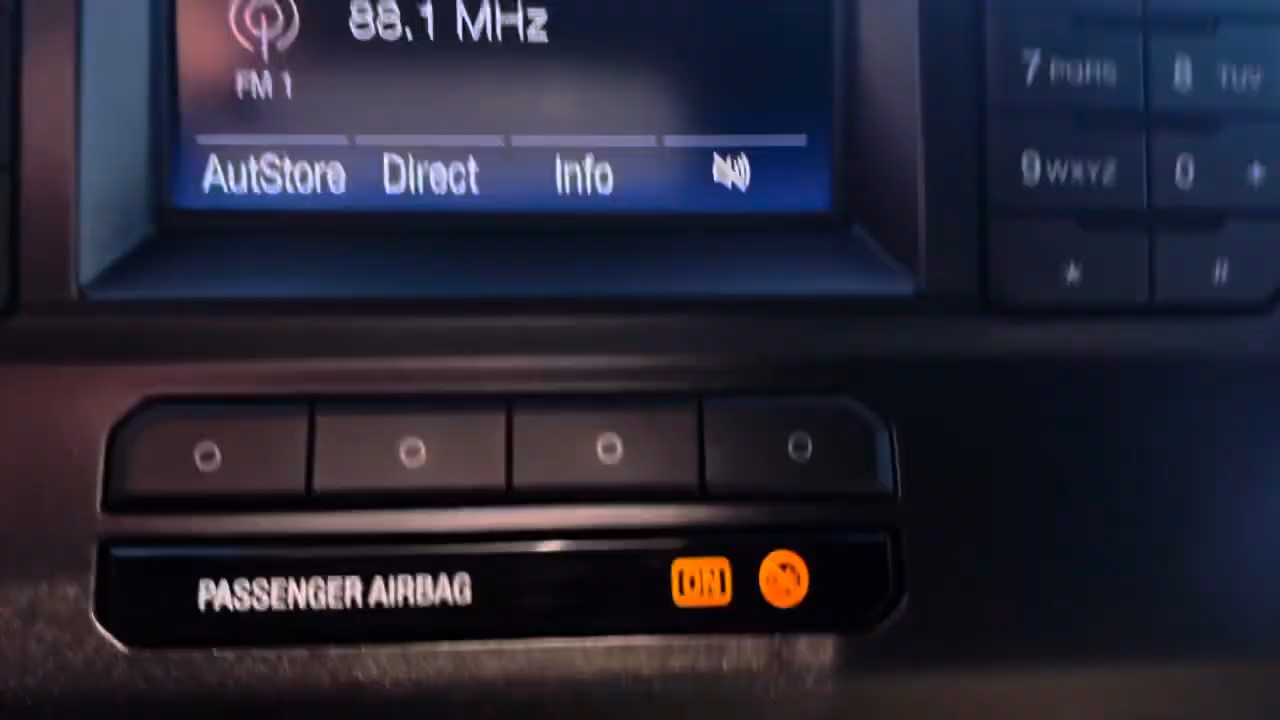 88.1 MHz
FM 1
AutStore Direct Info
7 PQRS 8 TUV
9 WXYZ 0 +
* #
PASSENGER AIRBAG ON